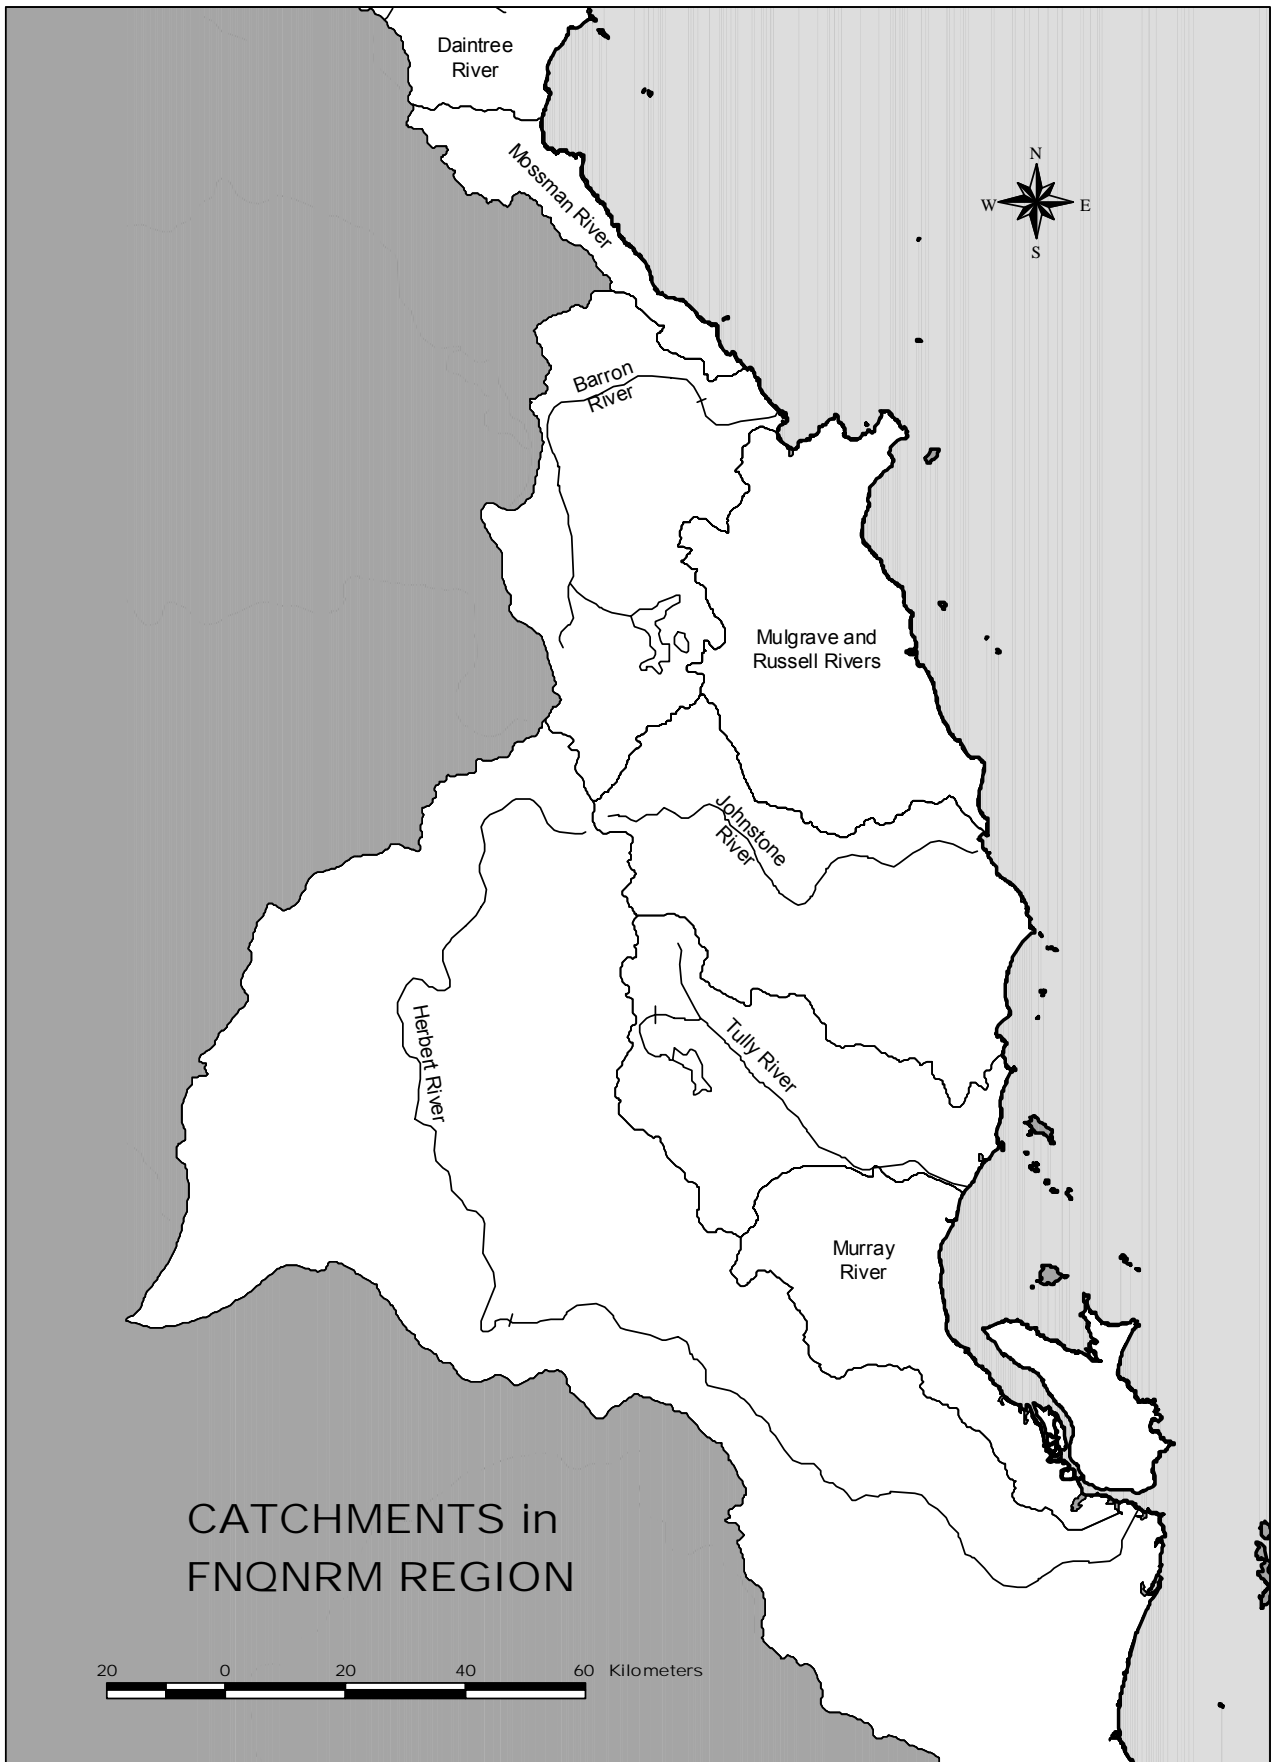 Daintree
River
Mossman River
N
W
E
S
Barron
River
Mulgrave and
Russell Rivers
Johnstone
River
Herbert River
Tully River
Murray
River
CATCHMENTS in
FNQNRM REGION
20 0 20 40 60 Kilometers